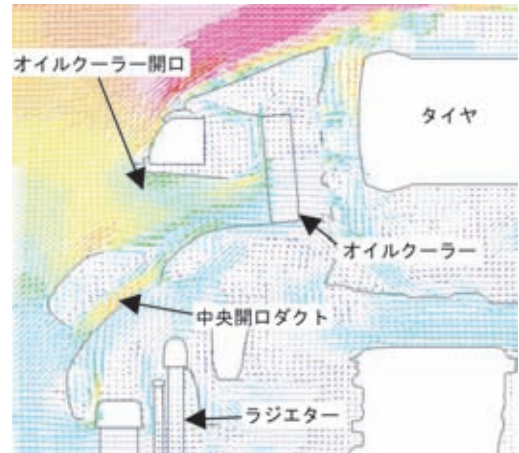 オイルクーラー開口
タイヤ
オイルクーラー
中央開口ダクト
ラジエター